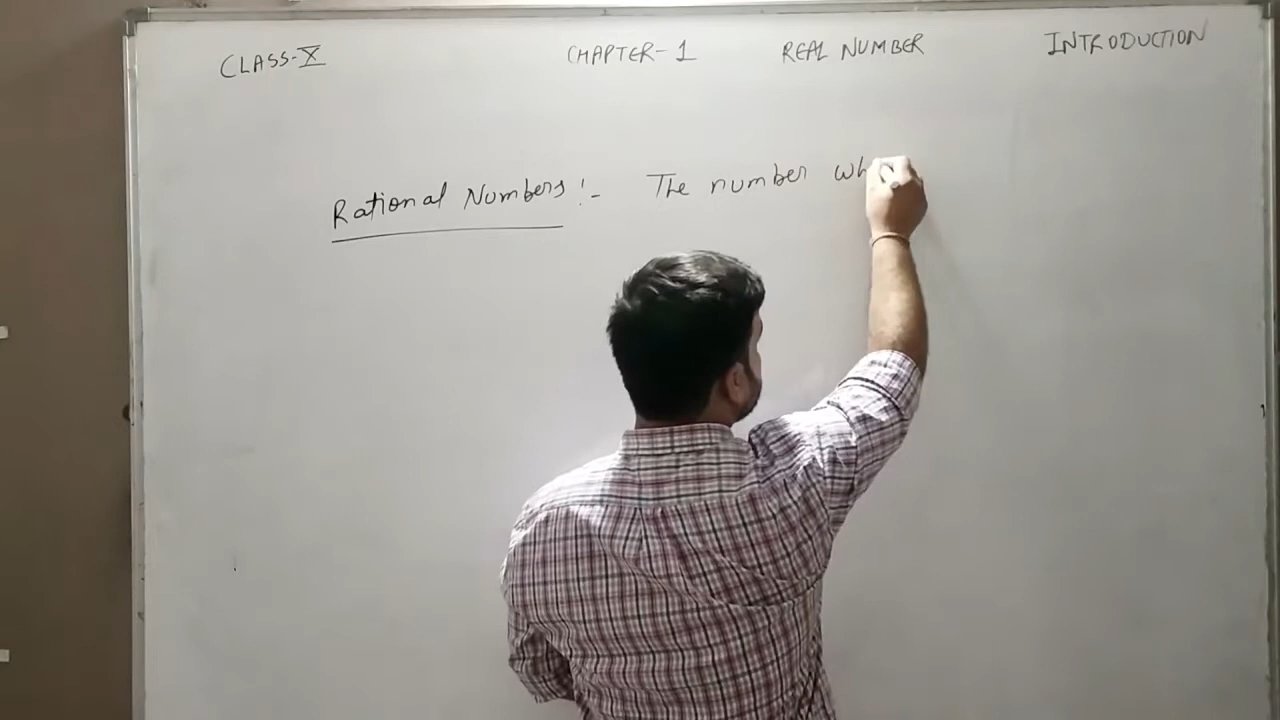 CLASS-X CHAPTER-1 REAL NUMBER INTRODUCTION
Rational Numbers:- The number